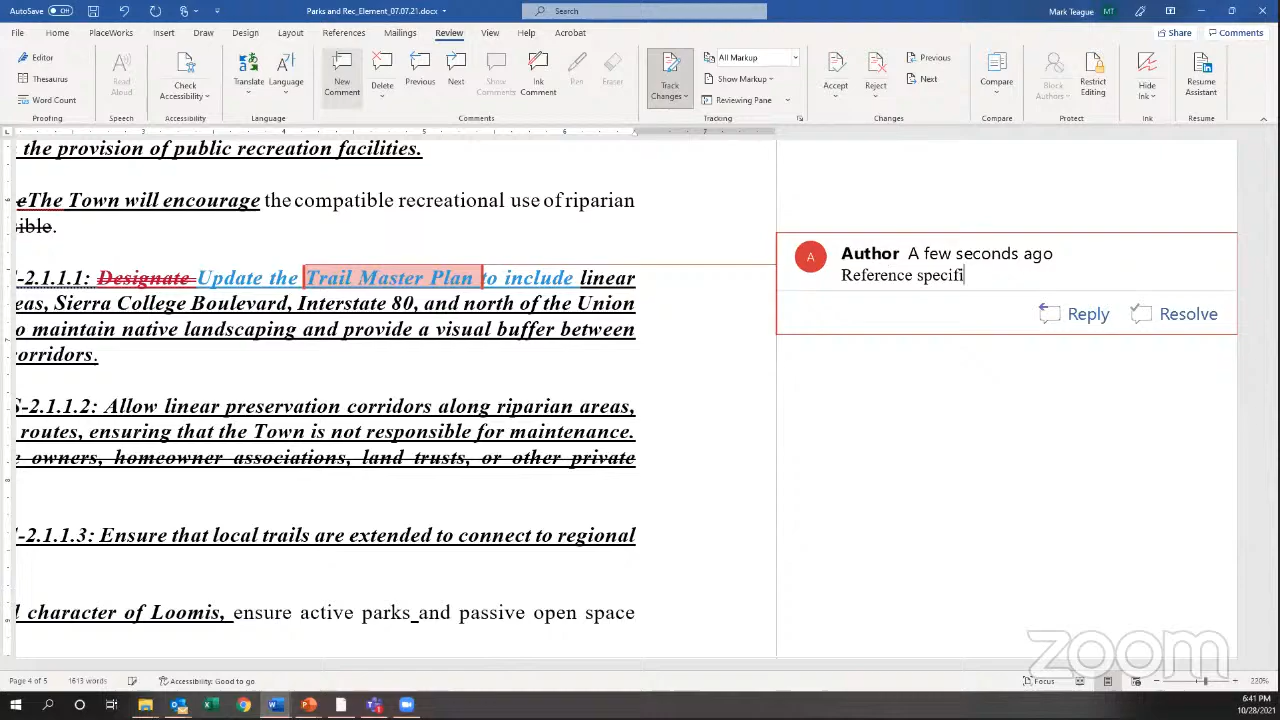 AutoSave Off Parks and Rec_Element_07.07.21.docx Search Mark Teague MT
File Home PlaceWorks Insert Draw Design Layout References Mailings Review View Help Acrobat Share Comments
Editor
Thesaurus
Word Count
Proofing
Read Aloud
Speech
Check Accessibility
Accessibility
Translate Language
Language
New Comment Delete Previous Next Show Comments Ink Comment Pen Eraser
Comments
Track Changes All Markup
Show Markup
Reviewing Pane
Tracking
Accept Reject Previous
Next
Changes
Compare
Compare
Block Authors Restrict Editing
Protect
Hide Ink
Ink
Resume Assistant
Resume
3 4 5 6 7
the provision of public recreation facilities.
eThe Town will encourage the compatible recreational use of riparian
sible.
-2.1.1.1: Designate Update the Trail Master Plan to include linear
eas, Sierra College Boulevard, Interstate 80, and north of the Union
o maintain native landscaping and provide a visual buffer between
orridors.
S-2.1.1.2: Allow linear preservation corridors along riparian areas,
routes, ensuring that the Town is not responsible for maintenance.
e owners, homeowner associations, land trusts, or other private
-2.1.1.3: Ensure that local trails are extended to connect to regional
l character of Loomis, ensure active parks and passive open space
A Author A few seconds ago
Reference specifi
Reply Resolve
zoom
Page 4 of 5 1613 words Accessibility: Good to go Focus 220%
6:41 PM
10/28/2021